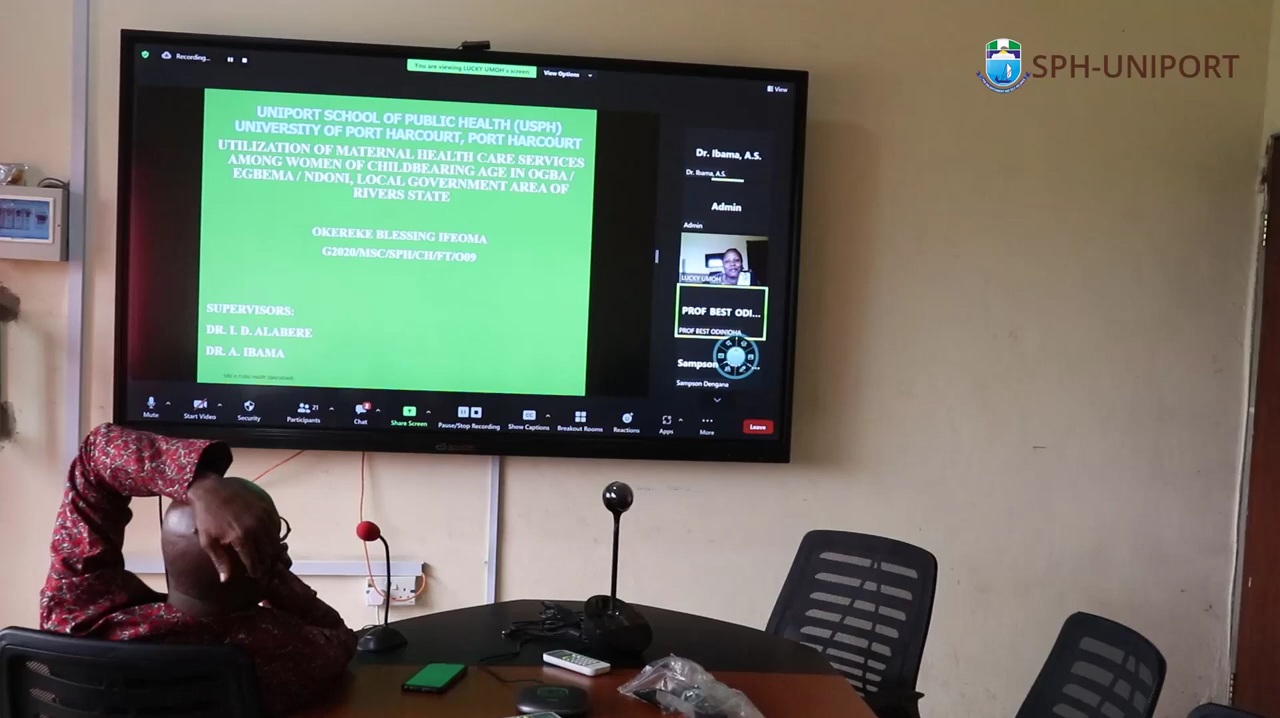 SPH-UNIPORT
Recording...
You are viewing LUCKY UMOH's screen
View Options
View
UNIPORT SCHOOL OF PUBLIC HEALTH (USPH)
UNIVERSITY OF PORT HARCOURT, PORT HARCOURT
UTILIZATION OF MATERNAL HEALTH CARE SERVICES
AMONG WOMEN OF CHILDBEARING AGE IN OGBA /
EGBEMA / NDONI, LOCAL GOVERNMENT AREA OF
RIVERS STATE
OKEREKE BLESSING IFEOMA
G2020/MSC/SPH/CH/FT/O09
SUPERVISORS:
DR. I. D. ALABERE
DR. A. IBAMA
Dr. Ibama, A.S.
Dr. Ibama, A.S.
Admin
Admin
LUCKY UMOH
PROF BEST ODI...
PROF BEST ODINIOHA
Sampson
Sampson Dengana
Mute
Start Video
Security
Participants
21
Chat
Share Screen
Pause/Stop Recording
CC
Show Captions
Breakout Rooms
Reactions
Apps
More
Leave